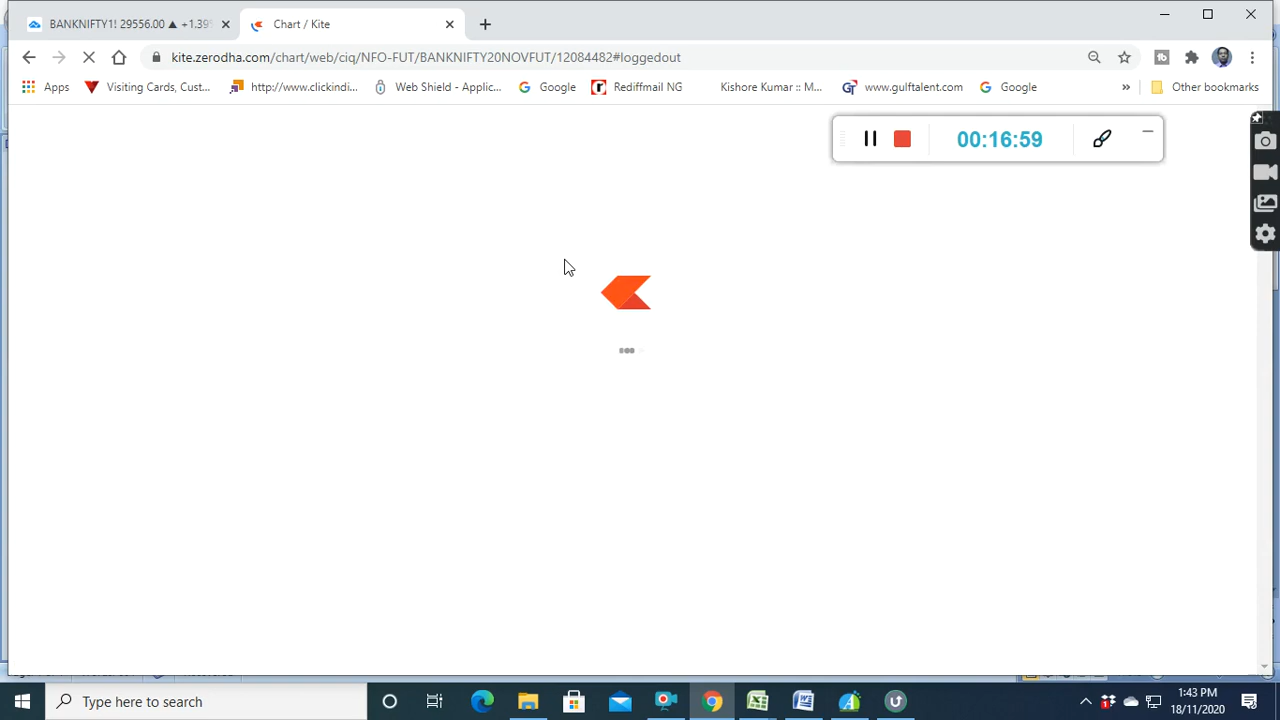 BANKNIFTY1! 29556.00 ▲ +1.39
Chart / Kite
kite.zerodha.com/chart/web/ciq/NFO-FUT/BANKNIFTY20NOVFUT/12084482#loggedout
Apps
Visiting Cards, Cust...
http://www.clickindi...
Web Shield - Applic...
Google
Rediffmail NG
Kishore Kumar :: M...
www.gulftalent.com
Google
»
Other bookmarks
00:16:59
Type here to search
1:43 PM
18/11/2020